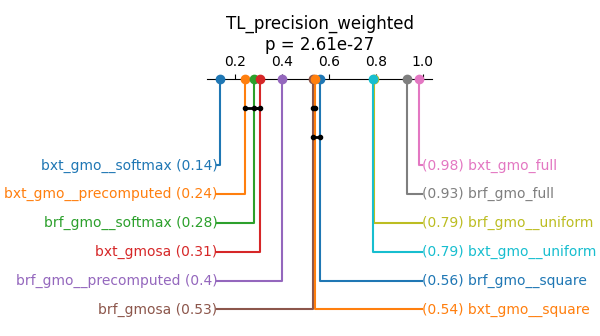 TL_precision_weighted
p = 2.61e-27
0.2 0.4 0.6 0.8 1.0
bxt_gmo__softmax (0.14) (0.98) bxt_gmo_full
bxt_gmo__precomputed (0.24) (0.93) brf_gmo_full
brf_gmo__softmax (0.28) (0.79) brf_gmo__uniform
bxt_gmosa (0.31) (0.79) bxt_gmo__uniform
brf_gmo__precomputed (0.4) (0.56) brf_gmo__square
brf_gmosa (0.53) (0.54) bxt_gmo__square